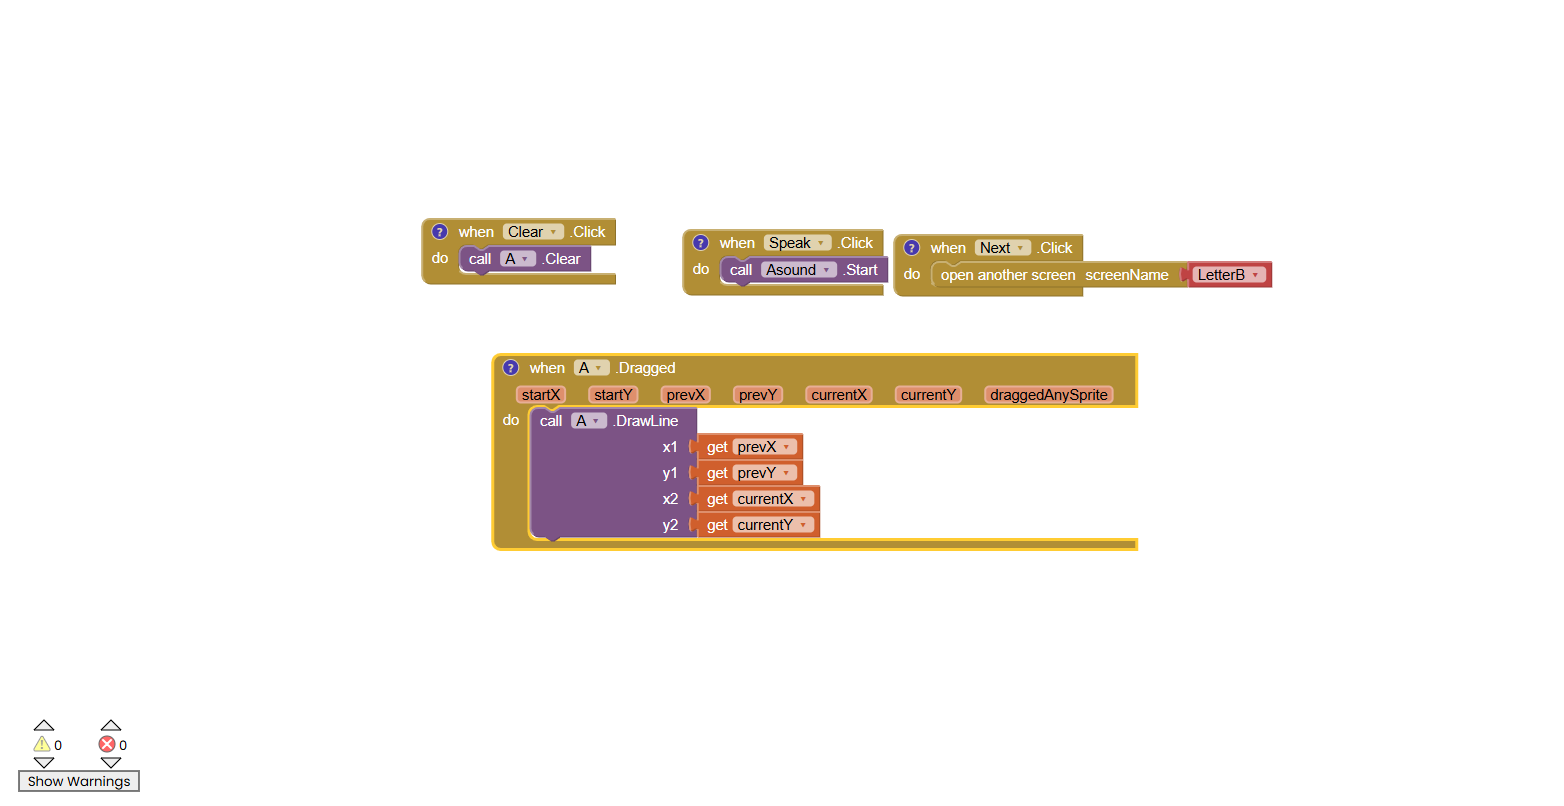 ? when Clear .Click
do call A .Clear
? when Speak .Click
do call Asound .Start
? when Next .Click
do open another screen screenName LetterB
? when A .Dragged
startX startY prevX prevY currentX currentY draggedAnySprite
do call A .DrawLine
x1 get prevX
y1 get prevY
x2 get currentX
y2 get currentY
0 0
Show Warnings